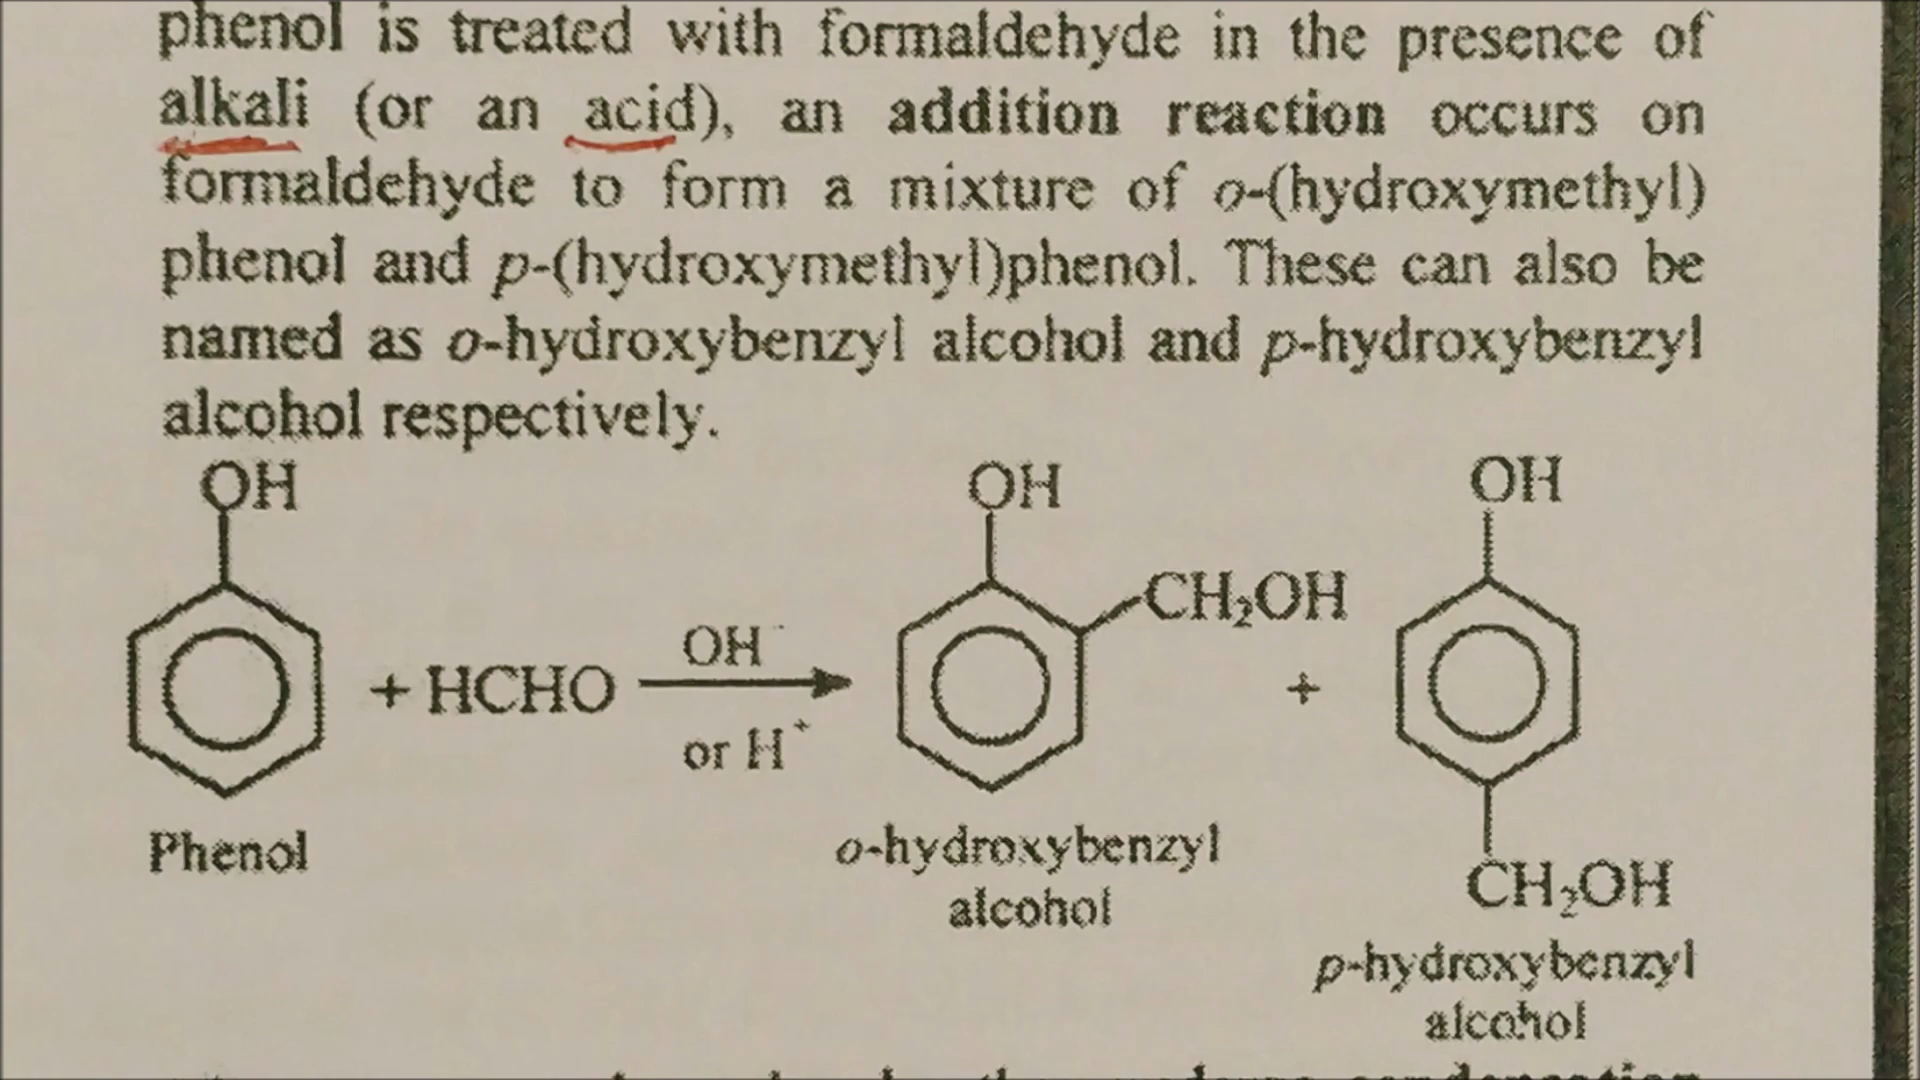 phenol is treated with formaldehyde in the presence of
alkali (or an acid), an addition reaction occurs on
formaldehyde to form a mixture of o-(hydroxymethyl)
phenol and p-(hydroxymethyl)phenol. These can also be
named as o-hydroxybenzyl alcohol and p-hydroxybenzyl
alcohol respectively.
OH
OH
OH
CH₂OH
+ HCHO
OH⁻
or H⁺
+
Phenol
o-hydroxybenzyl
alcohol
CH₂OH
p-hydroxybenzyl
alcohol
condensation